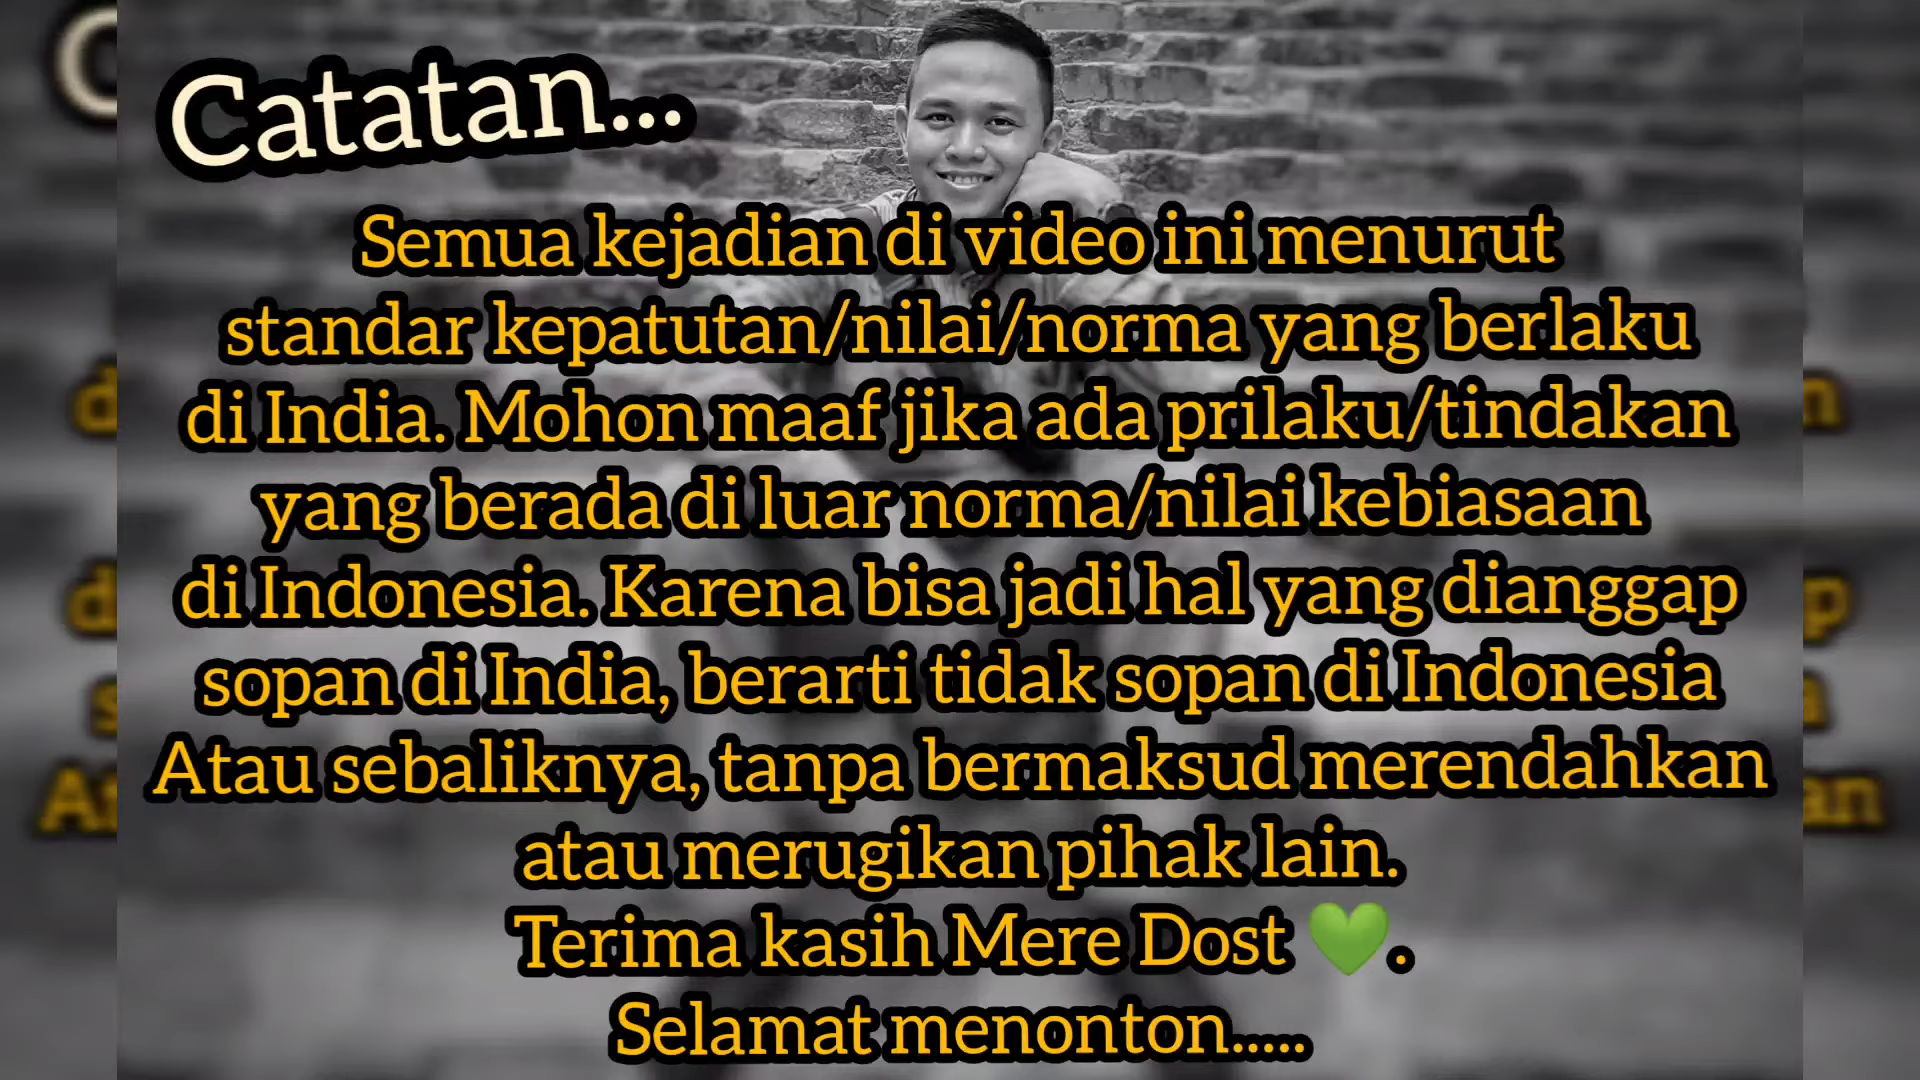 Catatan...
Semua kejadian di video ini menurut
standar kepatutan/nilai/norma yang berlaku
di India. Mohon maaf jika ada prilaku/tindakan
yang berada di luar norma/nilai kebiasaan
di Indonesia. Karena bisa jadi hal yang dianggap
sopan di India, berarti tidak sopan di Indonesia
Atau sebaliknya, tanpa bermaksud merendahkan
atau merugikan pihak lain.
Terima kasih Mere Dost 💚.
Selamat menonton.....